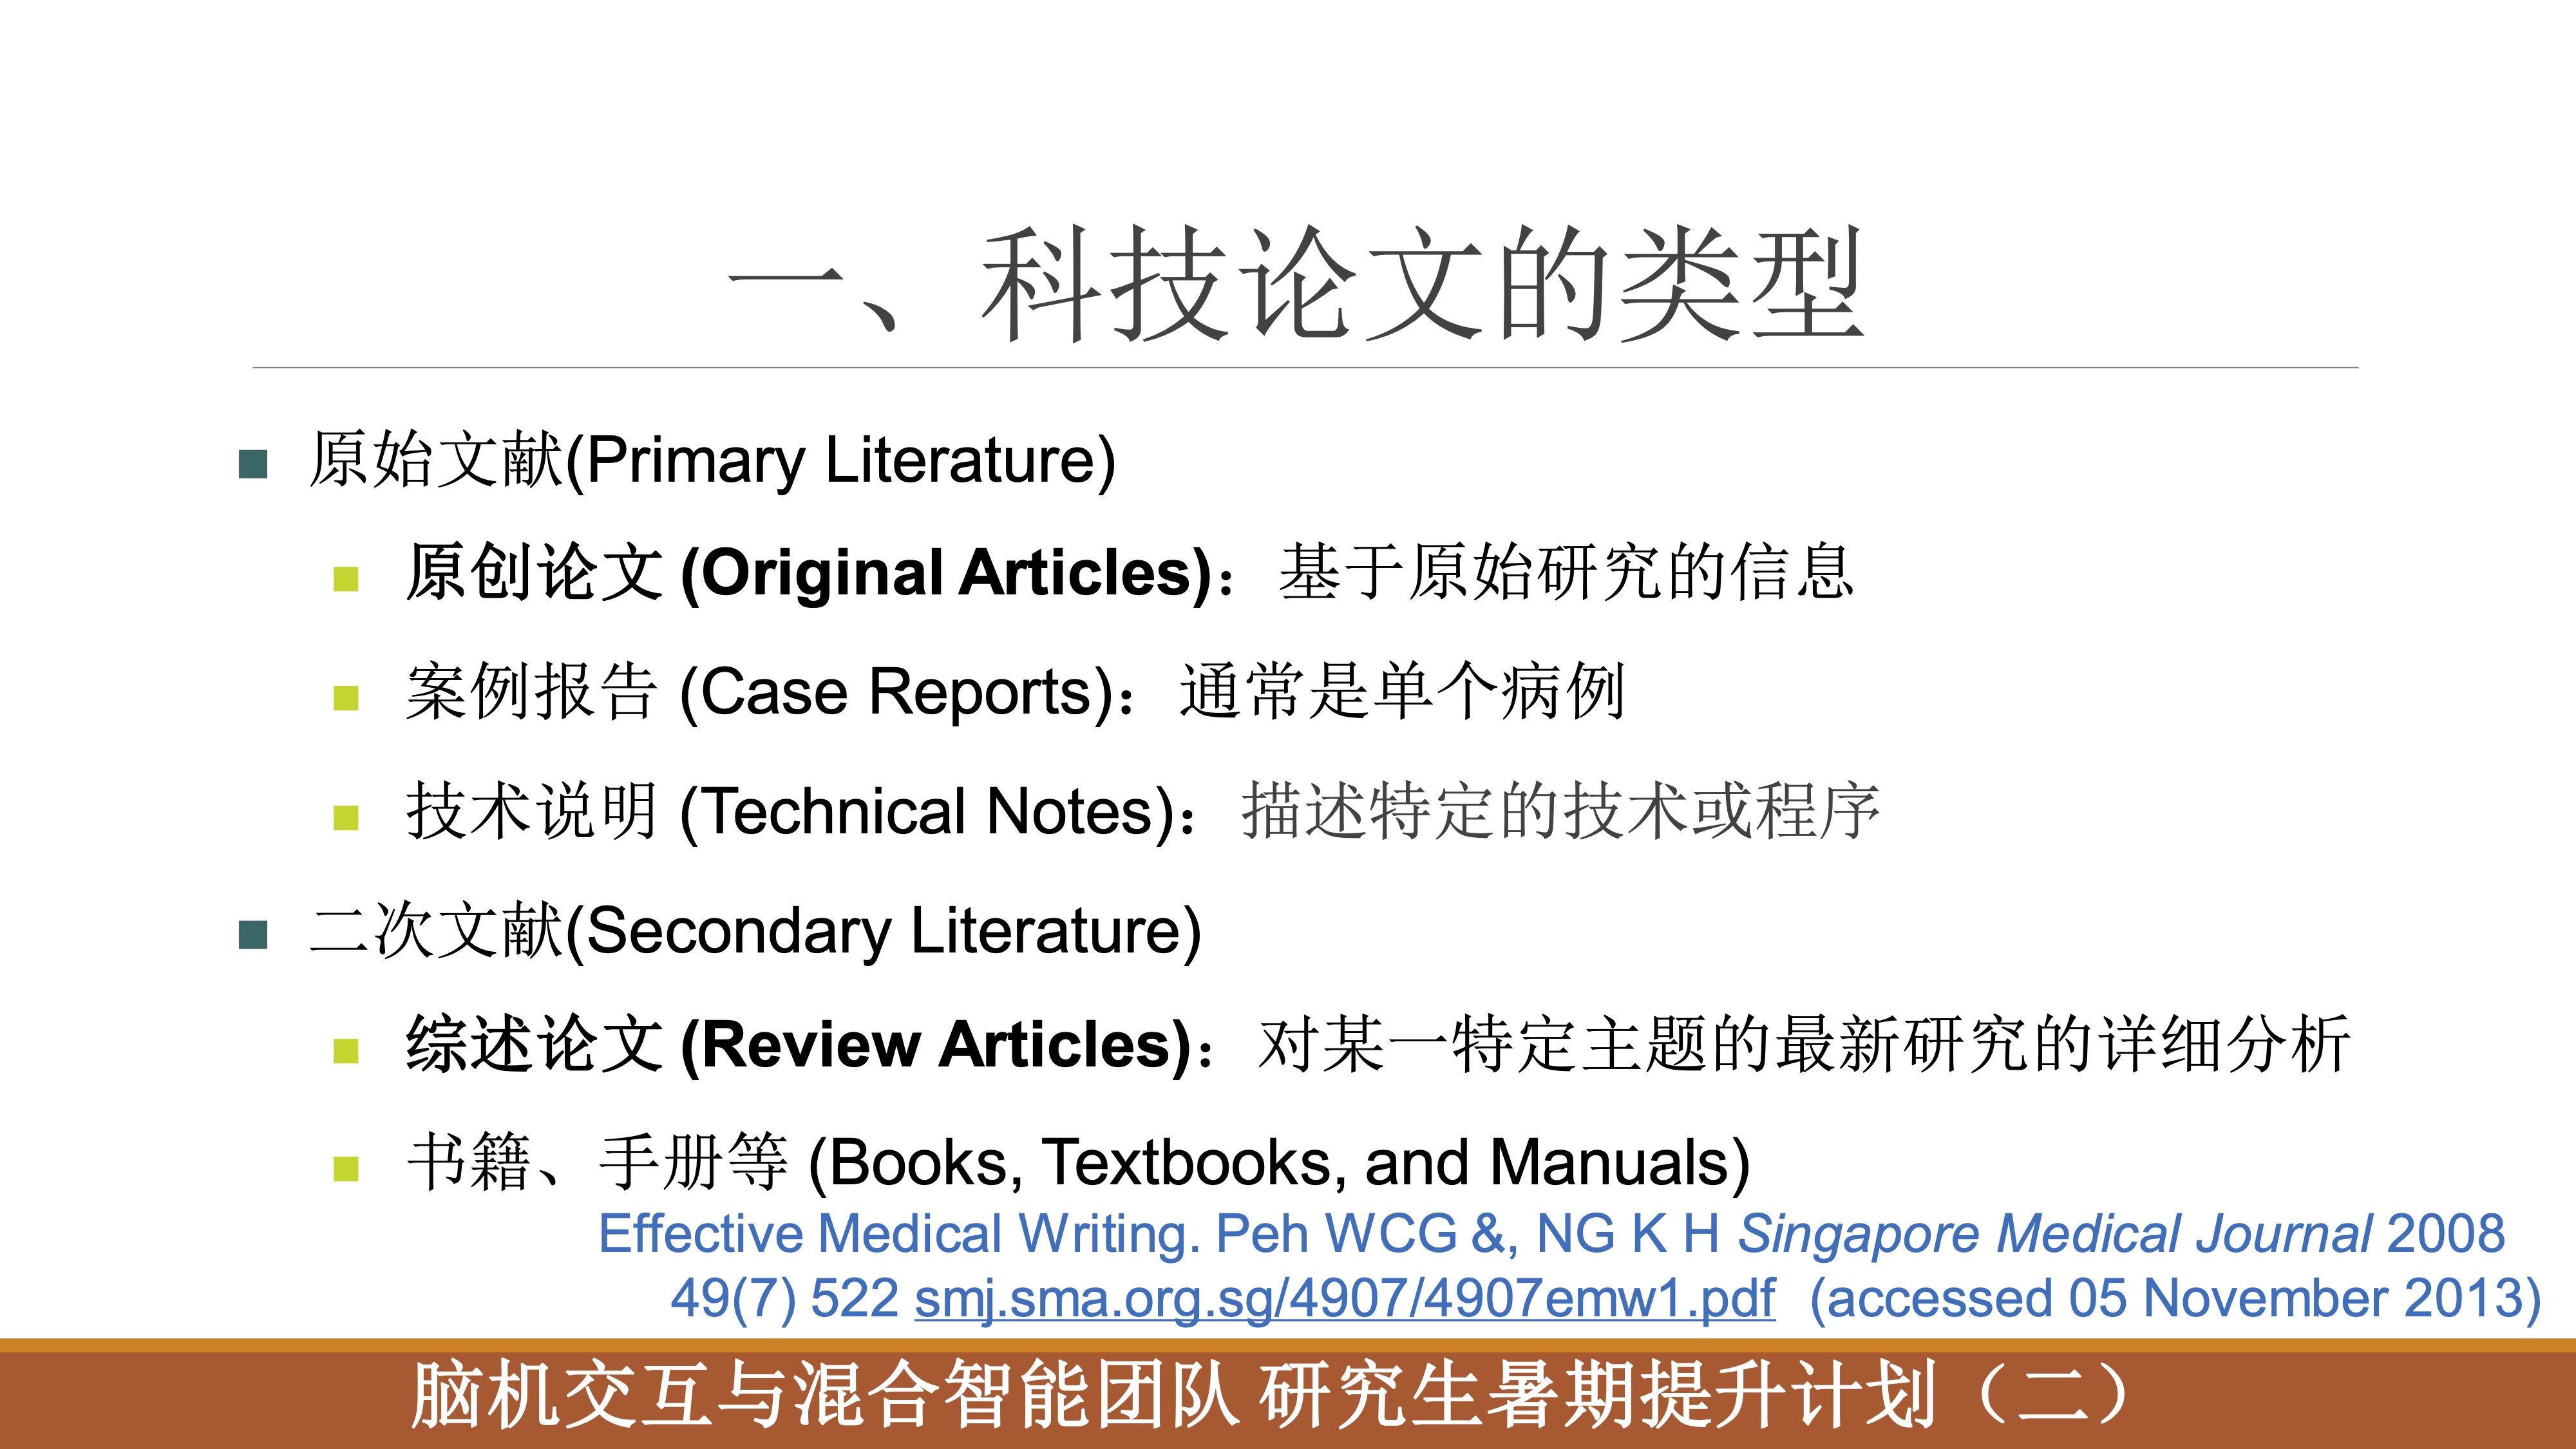 一、科技论文的类型
原始文献(Primary Literature)
原创论文 (Original Articles)：基于原始研究的信息
案例报告 (Case Reports)：通常是单个病例
技术说明 (Technical Notes)：描述特定的技术或程序
二次文献(Secondary Literature)
综述论文 (Review Articles)：对某一特定主题的最新研究的详细分析
书籍、手册等 (Books, Textbooks, and Manuals)
Effective Medical Writing. Peh WCG &, NG K H Singapore Medical Journal 2008
49(7) 522 smj.sma.org.sg/4907/4907emw1.pdf (accessed 05 November 2013)
脑机交互与混合智能团队 研究生暑期提升计划（二）